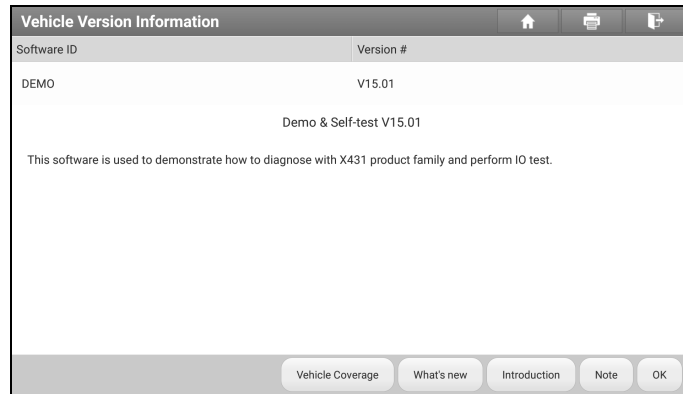 Vehicle Version Information
Software ID Version #
DEMO V15.01
Demo & Self-test V15.01
This software is used to demonstrate how to diagnose with X431 product family and perform IO test.
Vehicle Coverage What's new Introduction Note OK